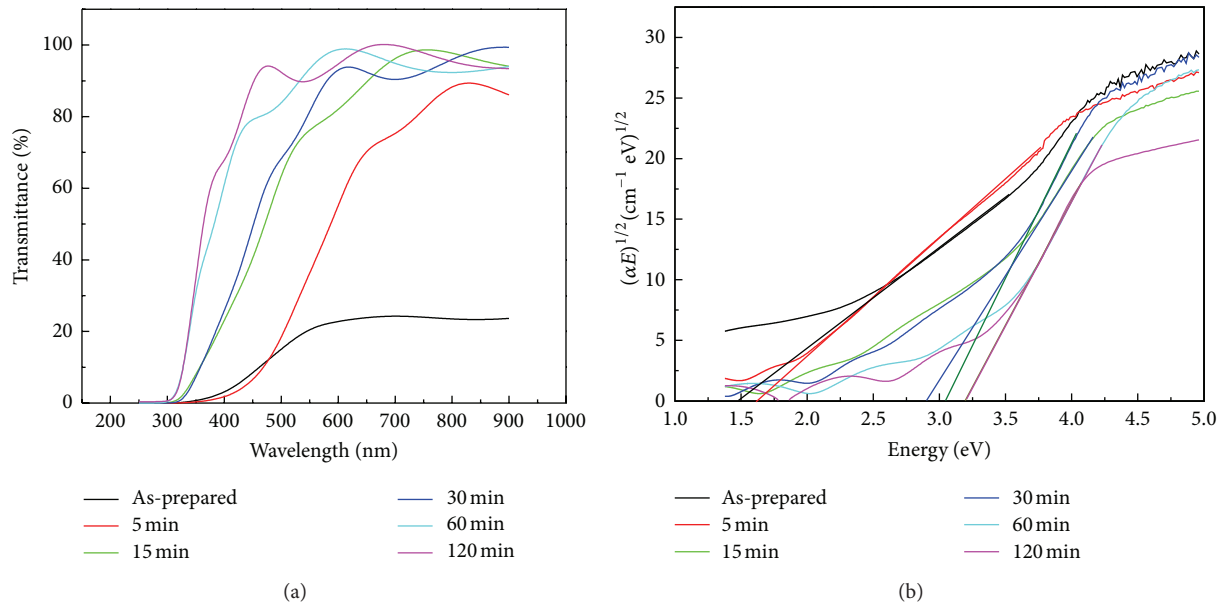 100
80
60
40
20
0
Transmittance (%)
200 300 400 500 600 700 800 900 1000
Wavelength (nm)
As-prepared
5 min
15 min
30 min
60 min
120 min
(a)
30
25
20
15
10
5
0
(αE)^{1/2} (cm⁻¹ eV)^{1/2}
1.0 1.5 2.0 2.5 3.0 3.5 4.0 4.5 5.0
Energy (eV)
As-prepared
5 min
15 min
30 min
60 min
120 min
(b)